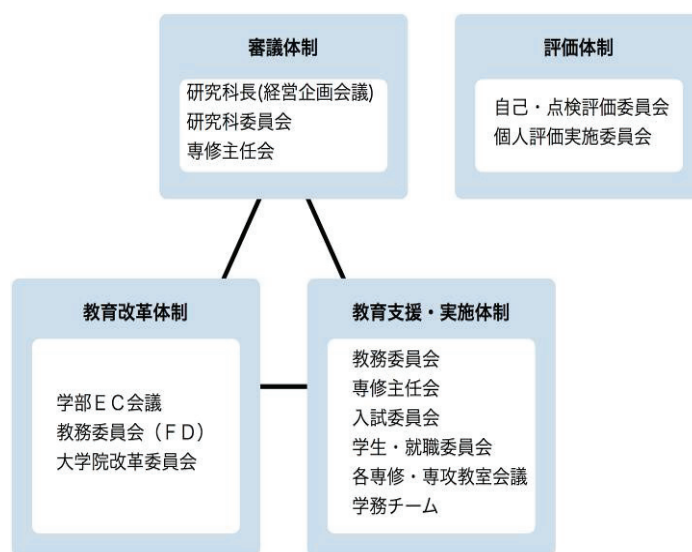 審議体制
研究科長(経営企画会議)
研究科委員会
専修主任会
評価体制
自己・点検評価委員会
個人評価実施委員会
教育改革体制
学部ＥＣ会議
教務委員会（ＦＤ）
大学院改革委員会
教育支援・実施体制
教務委員会
専修主任会
入試委員会
学生・就職委員会
各専修・専攻教室会議
学務チーム